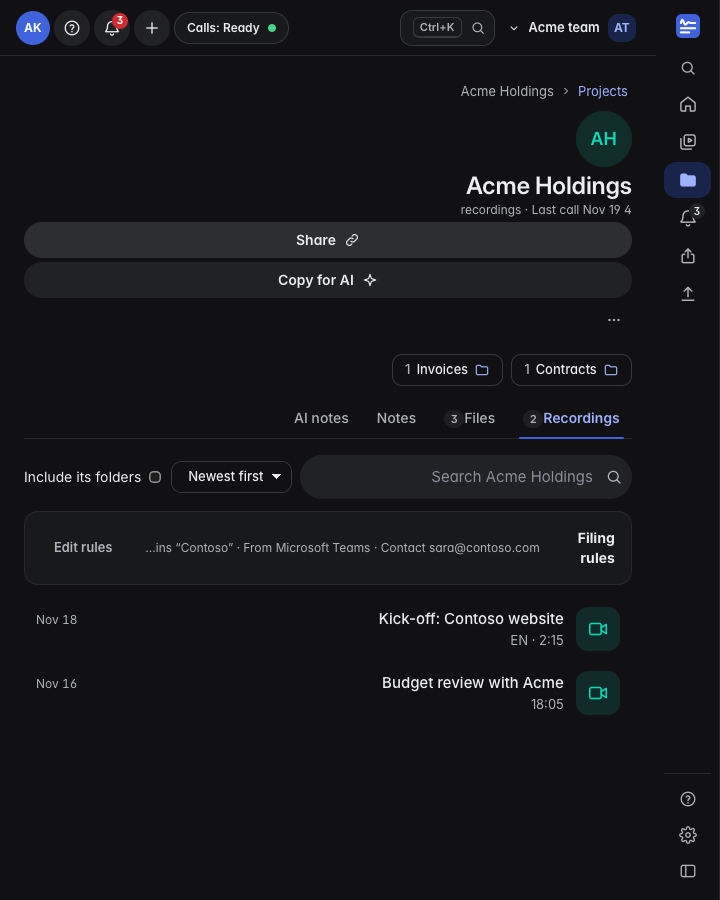 AK
3
Calls: Ready
Ctrl+K
Acme team
AT
Acme Holdings
Projects
AH
Acme Holdings
recordings · Last call Nov 19 4
Share
Copy for AI
1 Invoices
1 Contracts
AI notes
Notes
3 Files
2 Recordings
3
Include its folders
Newest first
Search Acme Holdings
Edit rules
...ins “Contoso” · From Microsoft Teams · Contact sara@contoso.com
Filing
rules
Nov 18
Kick-off: Contoso website
EN · 2:15
Nov 16
Budget review with Acme
18:05